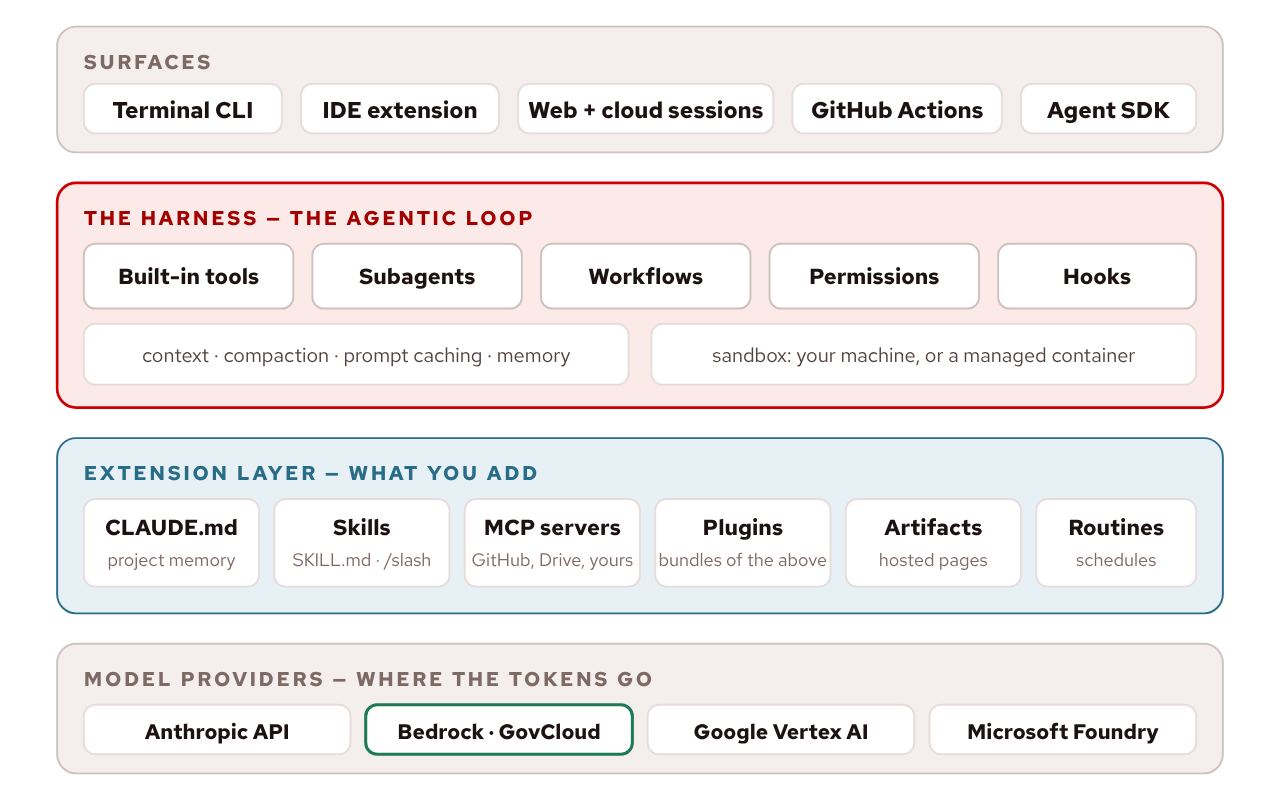 SURFACES
Terminal CLI
IDE extension
Web + cloud sessions
GitHub Actions
Agent SDK
THE HARNESS – THE AGENTIC LOOP
Built-in tools
Subagents
Workflows
Permissions
Hooks
context · compaction · prompt caching · memory
sandbox: your machine, or a managed container
EXTENSION LAYER – WHAT YOU ADD
CLAUDE.md
project memory
Skills
SKILL.md · /slash
MCP servers
GitHub, Drive, yours
Plugins
bundles of the above
Artifacts
hosted pages
Routines
schedules
MODEL PROVIDERS – WHERE THE TOKENS GO
Anthropic API
Bedrock · GovCloud
Google Vertex AI
Microsoft Foundry